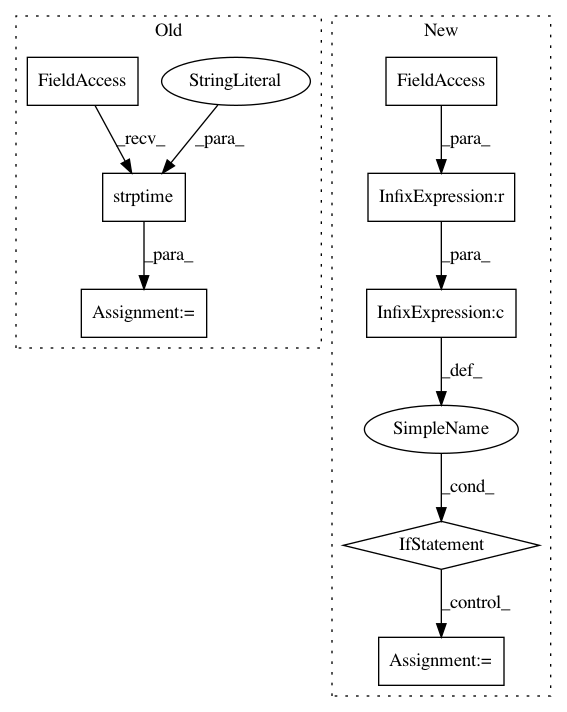 Old
FieldAccess
StringLiteral
_recv_
_para_
strptime
_para_
Assignment:=
New
FieldAccess
_para_
InfixExpression:r
_para_
InfixExpression:c
_def_
SimpleName
_cond_
IfStatement
_control_
Assignment:=